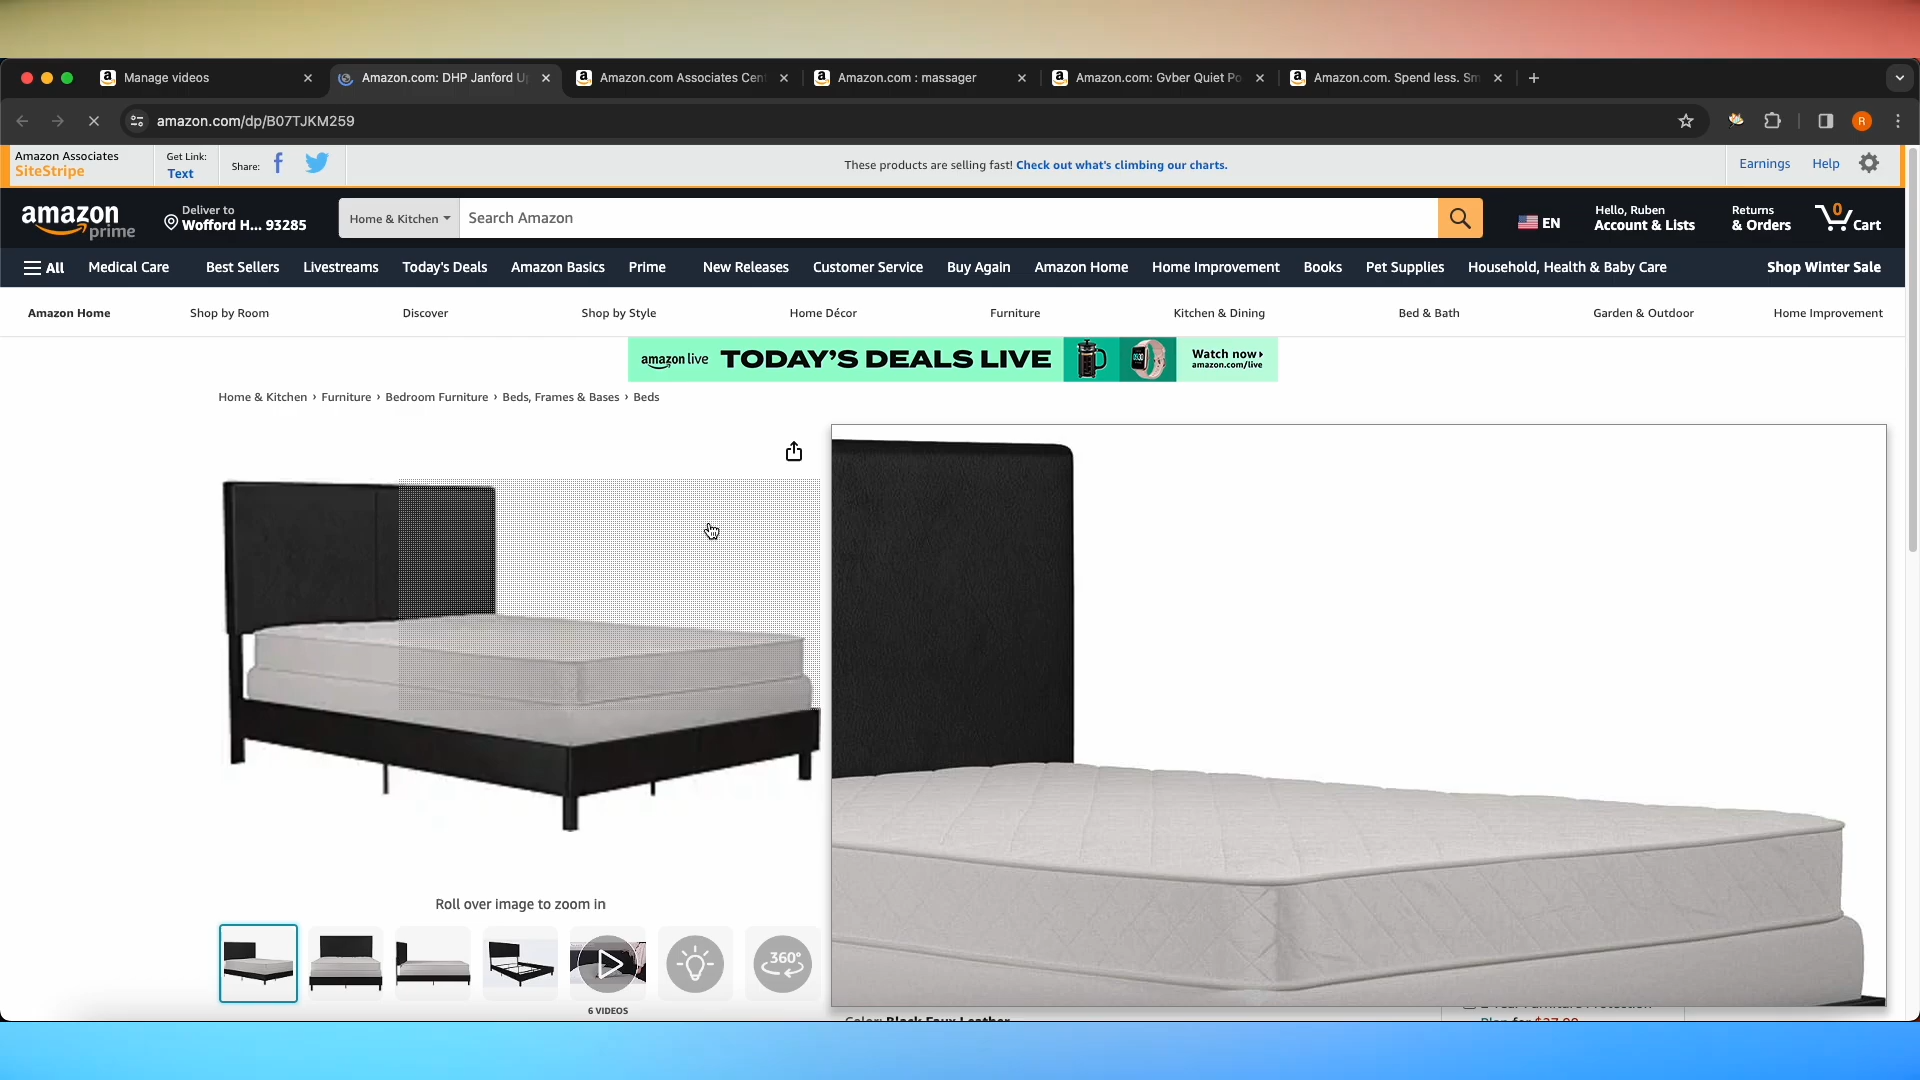 Manage videos
Amazon.com: DHP Janford Up
Amazon.com Associates Cen
Amazon.com : massager
Amazon.com: Gvber Quiet Po
Amazon.com. Spend less. Sm
amazon.com/dp/B07TJKM259
R
Amazon Associates
SiteStripe
Get Link:
Text
Share:
These products are selling fast! Check out what's climbing our charts.
Earnings
Help
amazon prime
Deliver to
Wofford H... 93285
Home & Kitchen
Search Amazon
EN
Hello, Ruben
Account & Lists
Returns
& Orders
0
Cart
All
Medical Care
Best Sellers
Livestreams
Today's Deals
Amazon Basics
Prime
New Releases
Customer Service
Buy Again
Amazon Home
Home Improvement
Books
Pet Supplies
Household, Health & Baby Care
Shop Winter Sale
Amazon Home
Shop by Room
Discover
Shop by Style
Home Décor
Furniture
Kitchen & Dining
Bed & Bath
Garden & Outdoor
Home Improvement
amazon live TODAY'S DEALS LIVE
Watch now
amazon.com/live
Home & Kitchen › Furniture › Bedroom Furniture › Beds, Frames & Bases › Beds
Roll over image to zoom in
360°
6 VIDEOS
Color: Black Faux Leather